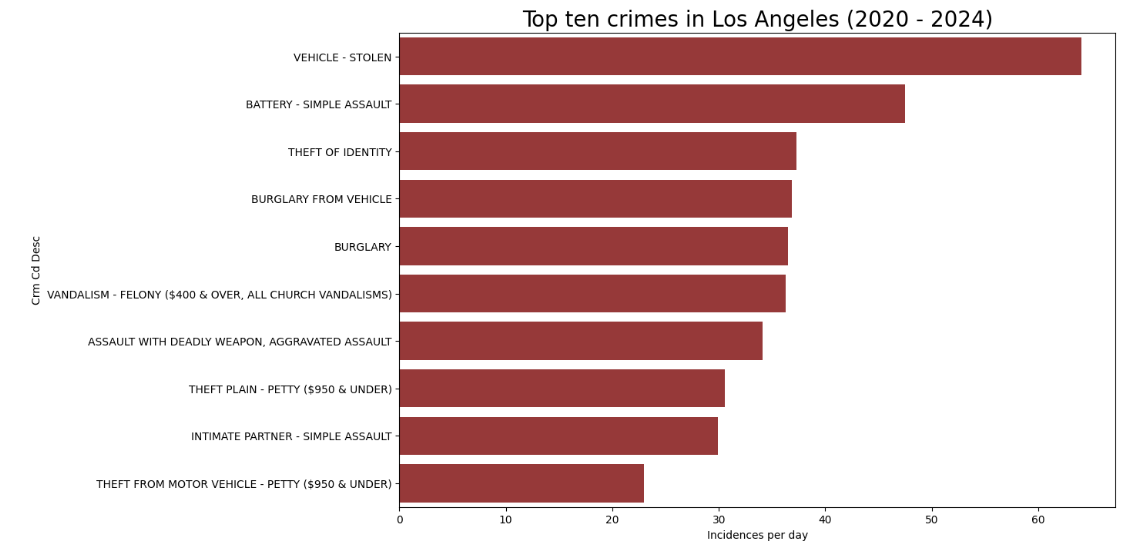 Top ten crimes in Los Angeles (2020 - 2024)
VEHICLE - STOLEN
BATTERY - SIMPLE ASSAULT
THEFT OF IDENTITY
BURGLARY FROM VEHICLE
BURGLARY
VANDALISM - FELONY ($400 & OVER, ALL CHURCH VANDALISMS)
ASSAULT WITH DEADLY WEAPON, AGGRAVATED ASSAULT
THEFT PLAIN - PETTY ($950 & UNDER)
INTIMATE PARTNER - SIMPLE ASSAULT
THEFT FROM MOTOR VEHICLE - PETTY ($950 & UNDER)
Crm Cd Desc
0 10 20 30 40 50 60
Incidences per day